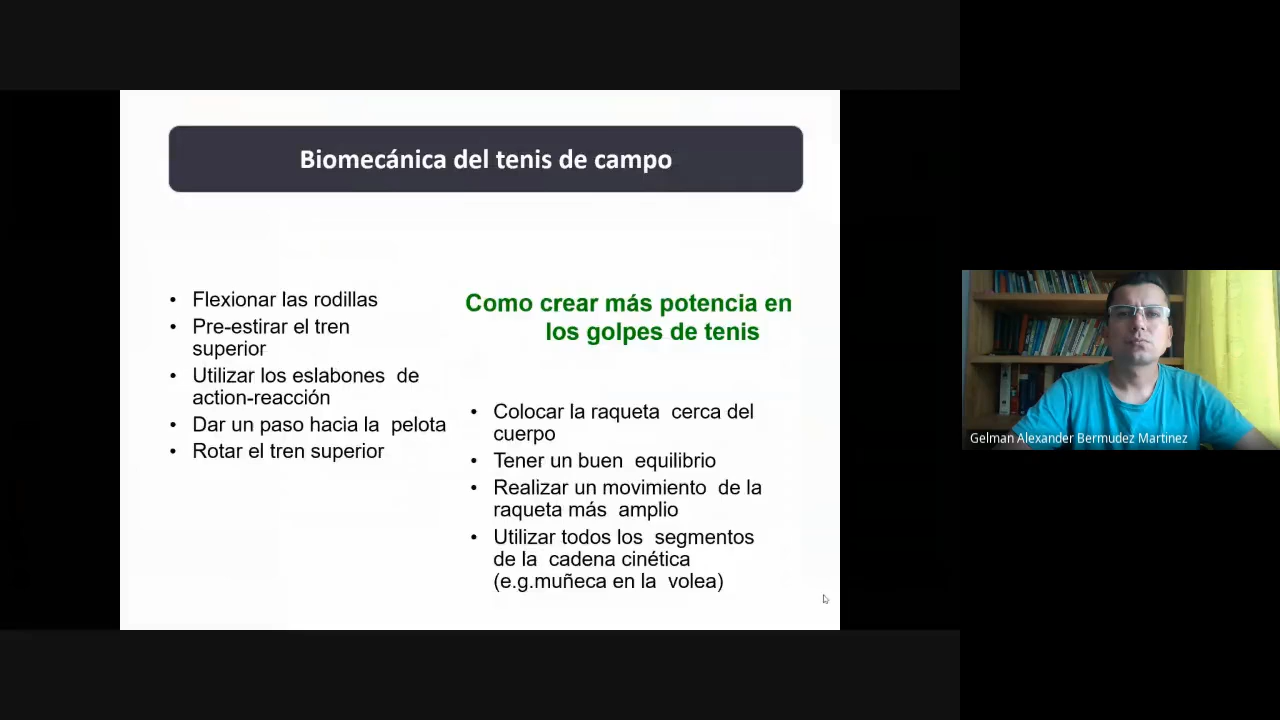 Biomecánica del tenis de campo
• Flexionar las rodillas
• Pre-estirar el tren
superior
• Utilizar los eslabones de
action-reacción
• Dar un paso hacia la pelota
• Rotar el tren superior
Como crear más potencia en
los golpes de tenis
• Colocar la raqueta cerca del
cuerpo
• Tener un buen equilibrio
• Realizar un movimiento de la
raqueta más amplio
• Utilizar todos los segmentos
de la cadena cinética
(e.g.muñeca en la volea)
Gelman Alexander Bermudez Martinez